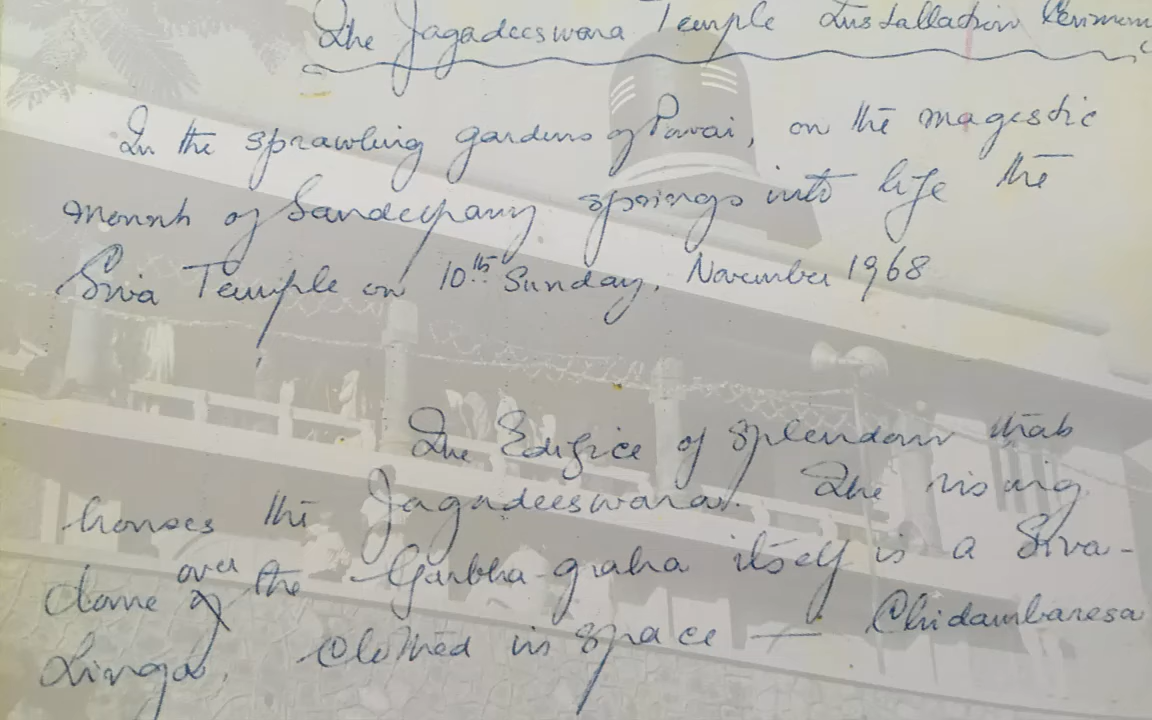 The Jagadeeswara Temple Installation
In the sprawling gardens of Pawai, on the magestic
mount of Sandeepany springs into life the
Siva Temple on 10th Sunday, November 1968
The Edifice of splendour that
houses the Jagadeeswara. The rising
dome over the Garbha-graha itself is a Siva-
Linga, Clothed in space — Chidambaresa